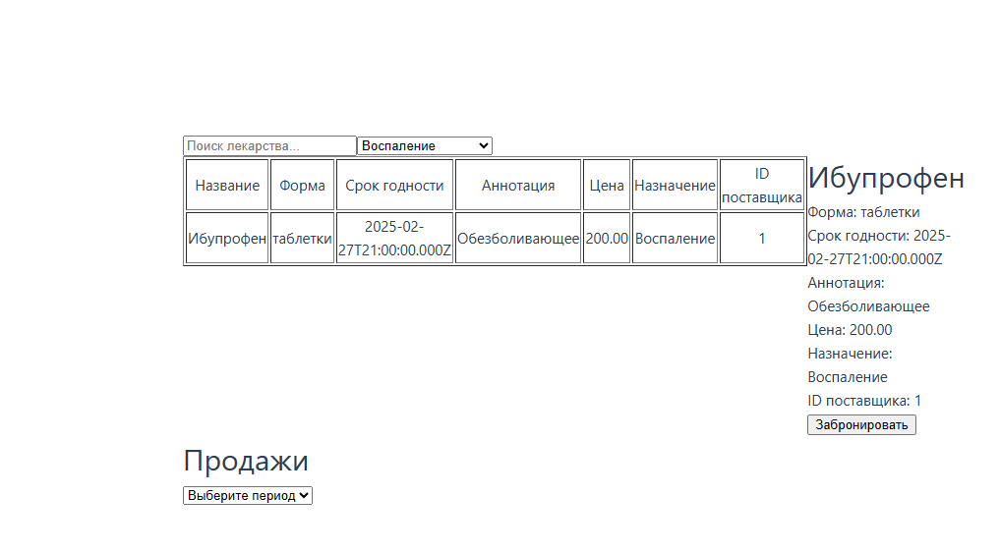 Поиск лекарства... Воспаление
Название Форма Срок годности Аннотация Цена Назначение ID поставщика
Ибупрофен таблетки 2025-02-27T21:00:00.000Z Обезболивающее 200.00 Воспаление 1
Ибупрофен
Форма: таблетки
Срок годности: 2025-
02-27T21:00:00.000Z
Аннотация:
Обезболивающее
Цена: 200.00
Назначение:
Воспаление
ID поставщика: 1
Забронировать
Продажи
Выберите период